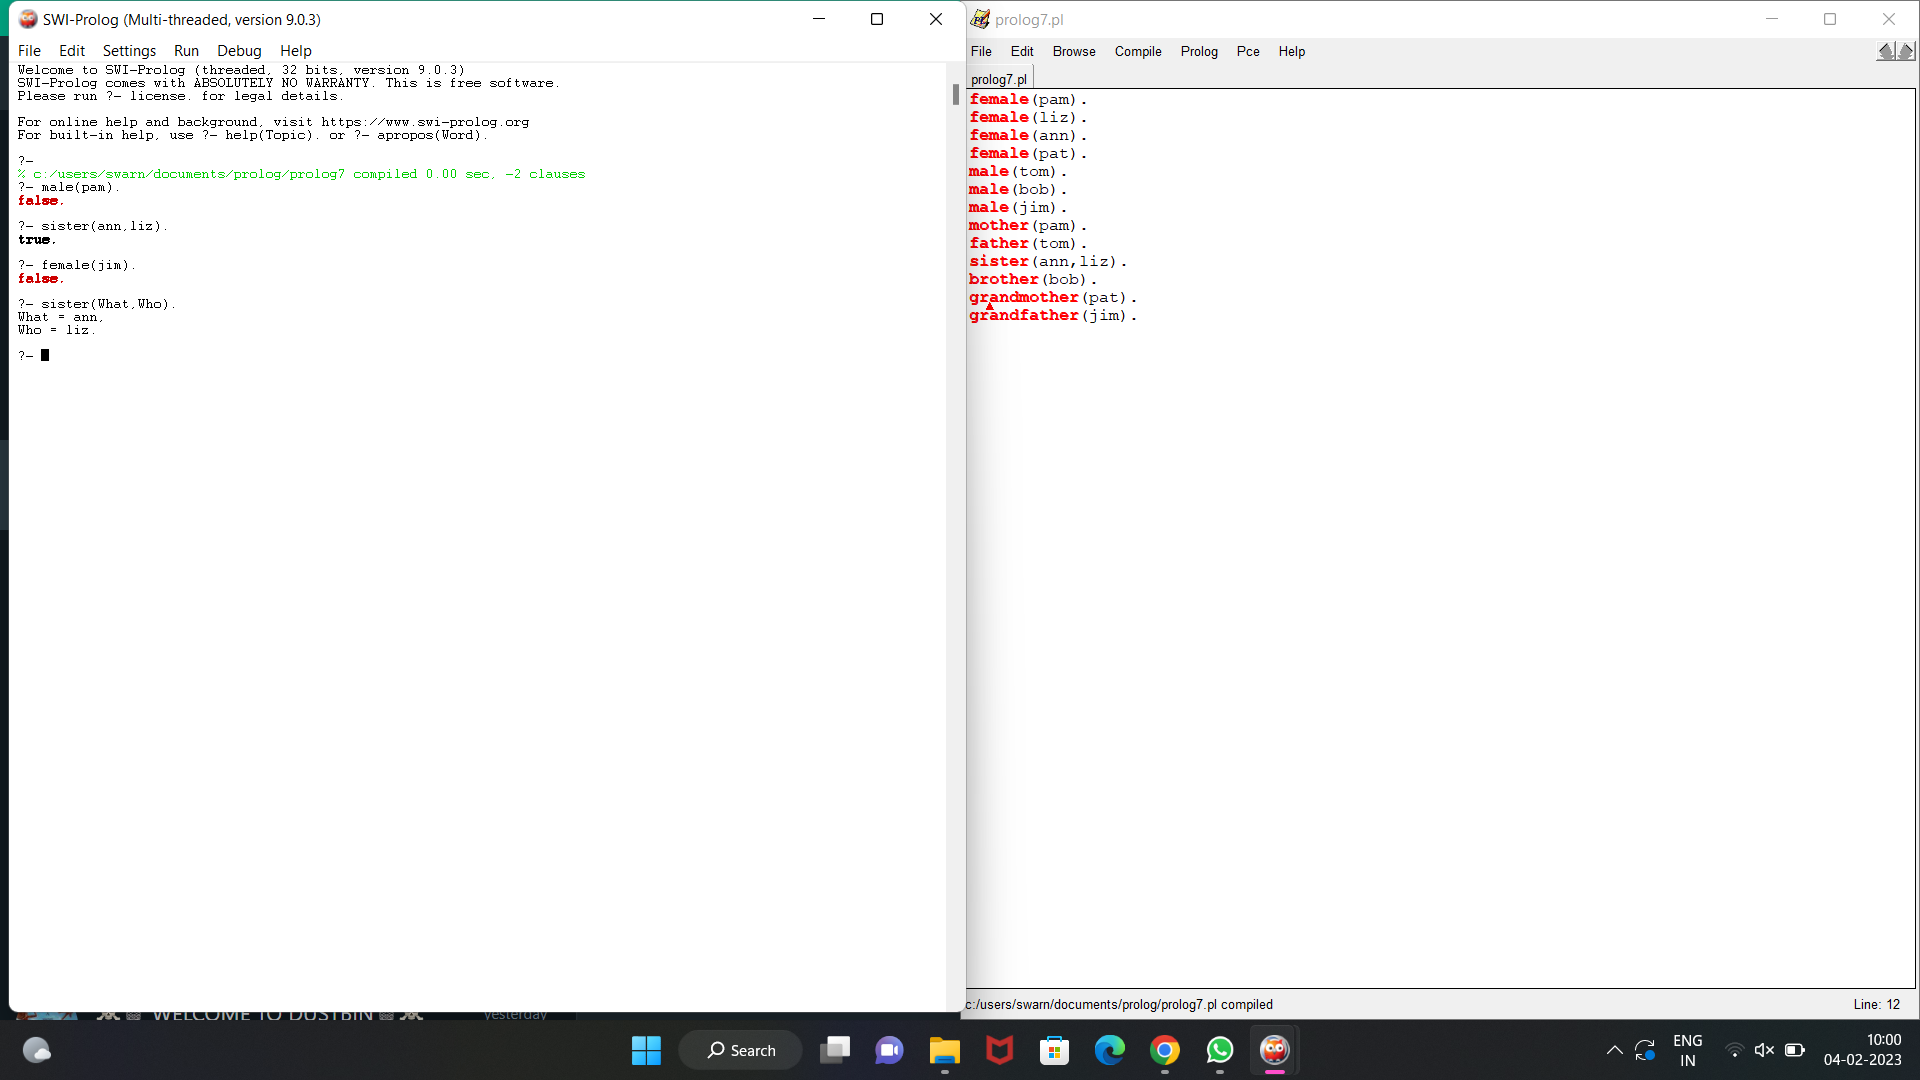 SWI-Prolog (Multi-threaded, version 9.0.3)
File Edit Settings Run Debug Help
Welcome to SWI-Prolog (threaded, 32 bits, version 9.0.3)
SWI-Prolog comes with ABSOLUTELY NO WARRANTY. This is free software.
Please run ?- license. for legal details.
For online help and background, visit https://www.swi-prolog.org
For built-in help, use ?- help(Topic). or ?- apropos(Word).
?-
% c:/users/swarn/documents/prolog/prolog7 compiled 0.00 sec, -2 clauses
?- male(pam).
false.
?- sister(ann,liz).
true.
?- female(jim).
false.
?- sister(What,Who).
What = ann,
Who = liz.
?-
prolog7.pl
File Edit Browse Compile Prolog Pce Help
prolog7.pl
female(pam).
female(liz).
female(ann).
female(pat).
male(tom).
male(bob).
male(jim).
mother(pam).
father(tom).
sister(ann,liz).
brother(bob).
grandmother(pat).
grandfather(jim).
c:/users/swarn/documents/prolog/prolog7.pl compiled
Line: 12
WELCOME TO DUSTBIN
yesterday
Search
ENG
IN
10:00
04-02-2023